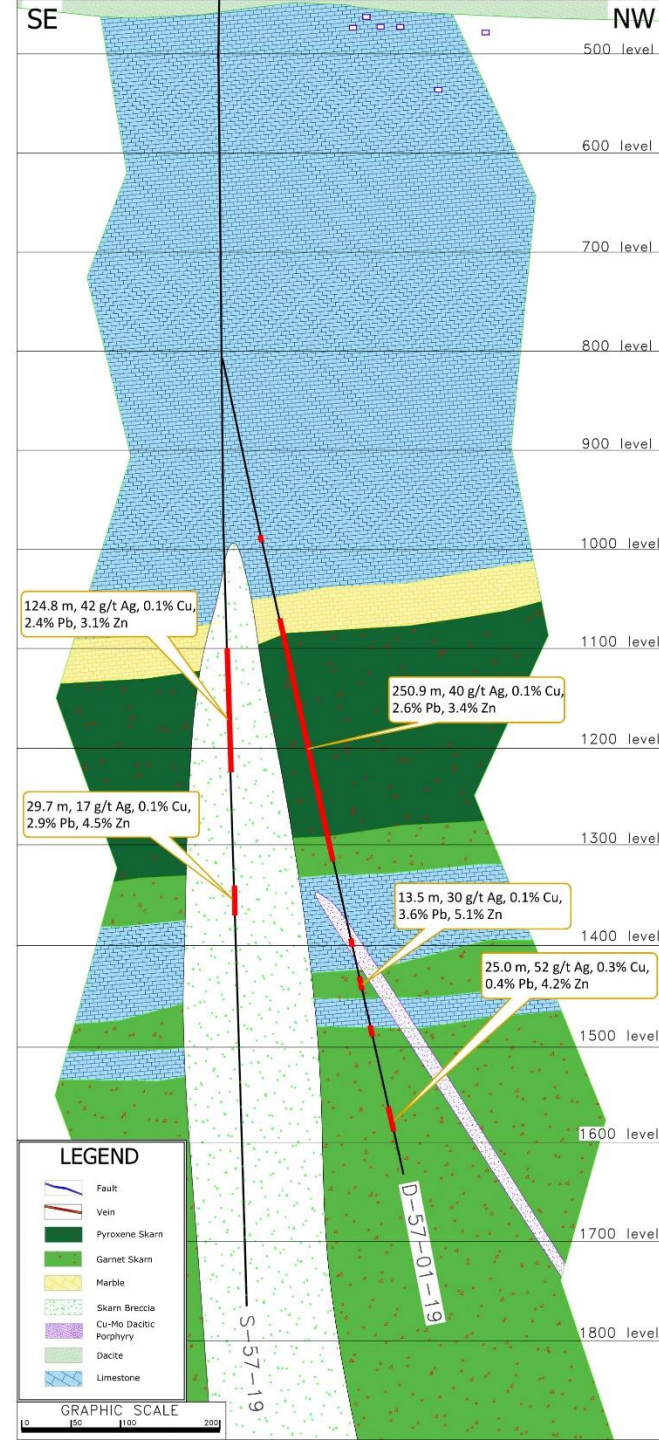 SE
NW
500 level
600 level
700 level
800 level
900 level
1000 level
124.8 m, 42 g/t Ag, 0.1% Cu,
2.4% Pb, 3.1% Zn
1100 level
250.9 m, 40 g/t Ag, 0.1% Cu,
2.6% Pb, 3.4% Zn
1200 level
29.7 m, 17 g/t Ag, 0.1% Cu,
2.9% Pb, 4.5% Zn
1300 level
13.5 m, 30 g/t Ag, 0.1% Cu,
3.6% Pb, 5.1% Zn
1400 level
25.0 m, 52 g/t Ag, 0.3% Cu,
0.4% Pb, 4.2% Zn
1500 level
1600 level
D-57-01-19
1700 level
S-57-19
1800 level
LEGEND
Fault
Vein
Pyroxene Skarn
Garnet Skarn
Marble
Skarn Breccia
Cu-Mo Dacitic
Porphyry
Dacite
Limestone
GRAPHIC SCALE
0 50 100 200